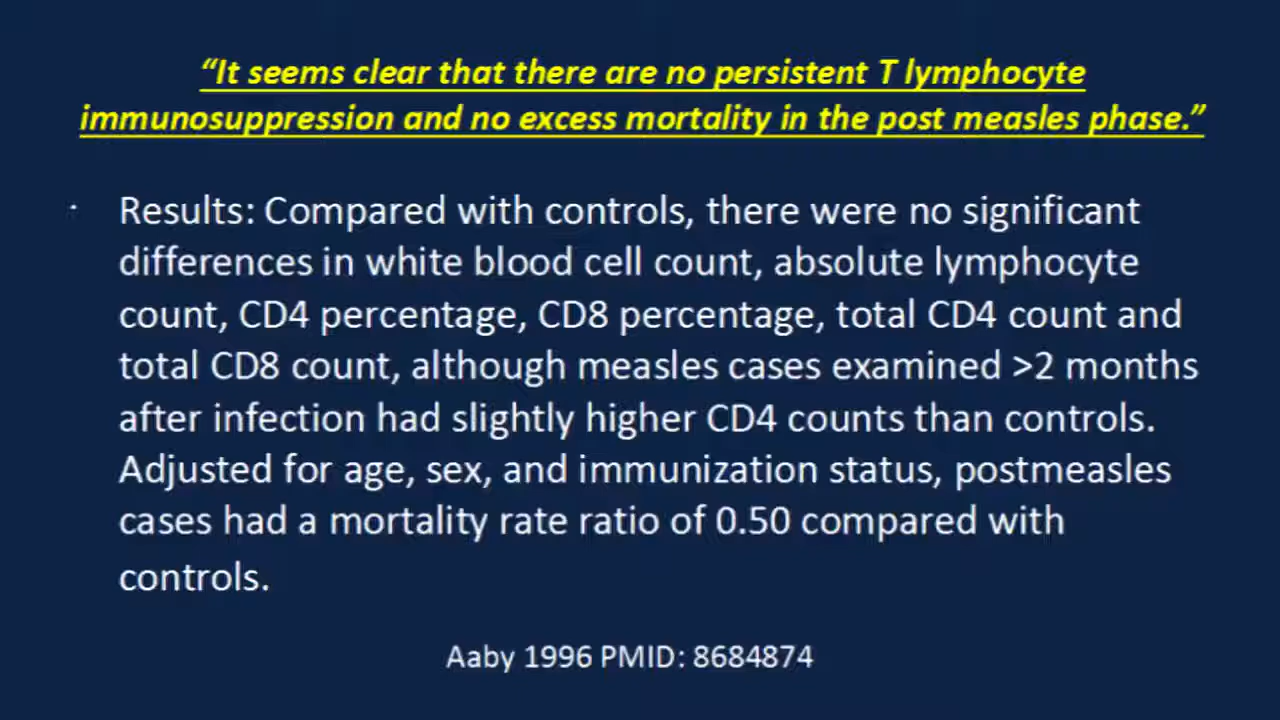 “It seems clear that there are no persistent T lymphocyte
immunosuppression and no excess mortality in the post measles phase.”
· Results: Compared with controls, there were no significant
differences in white blood cell count, absolute lymphocyte
count, CD4 percentage, CD8 percentage, total CD4 count and
total CD8 count, although measles cases examined >2 months
after infection had slightly higher CD4 counts than controls.
Adjusted for age, sex, and immunization status, postmeasles
cases had a mortality rate ratio of 0.50 compared with
controls.
Aaby 1996 PMID: 8684874